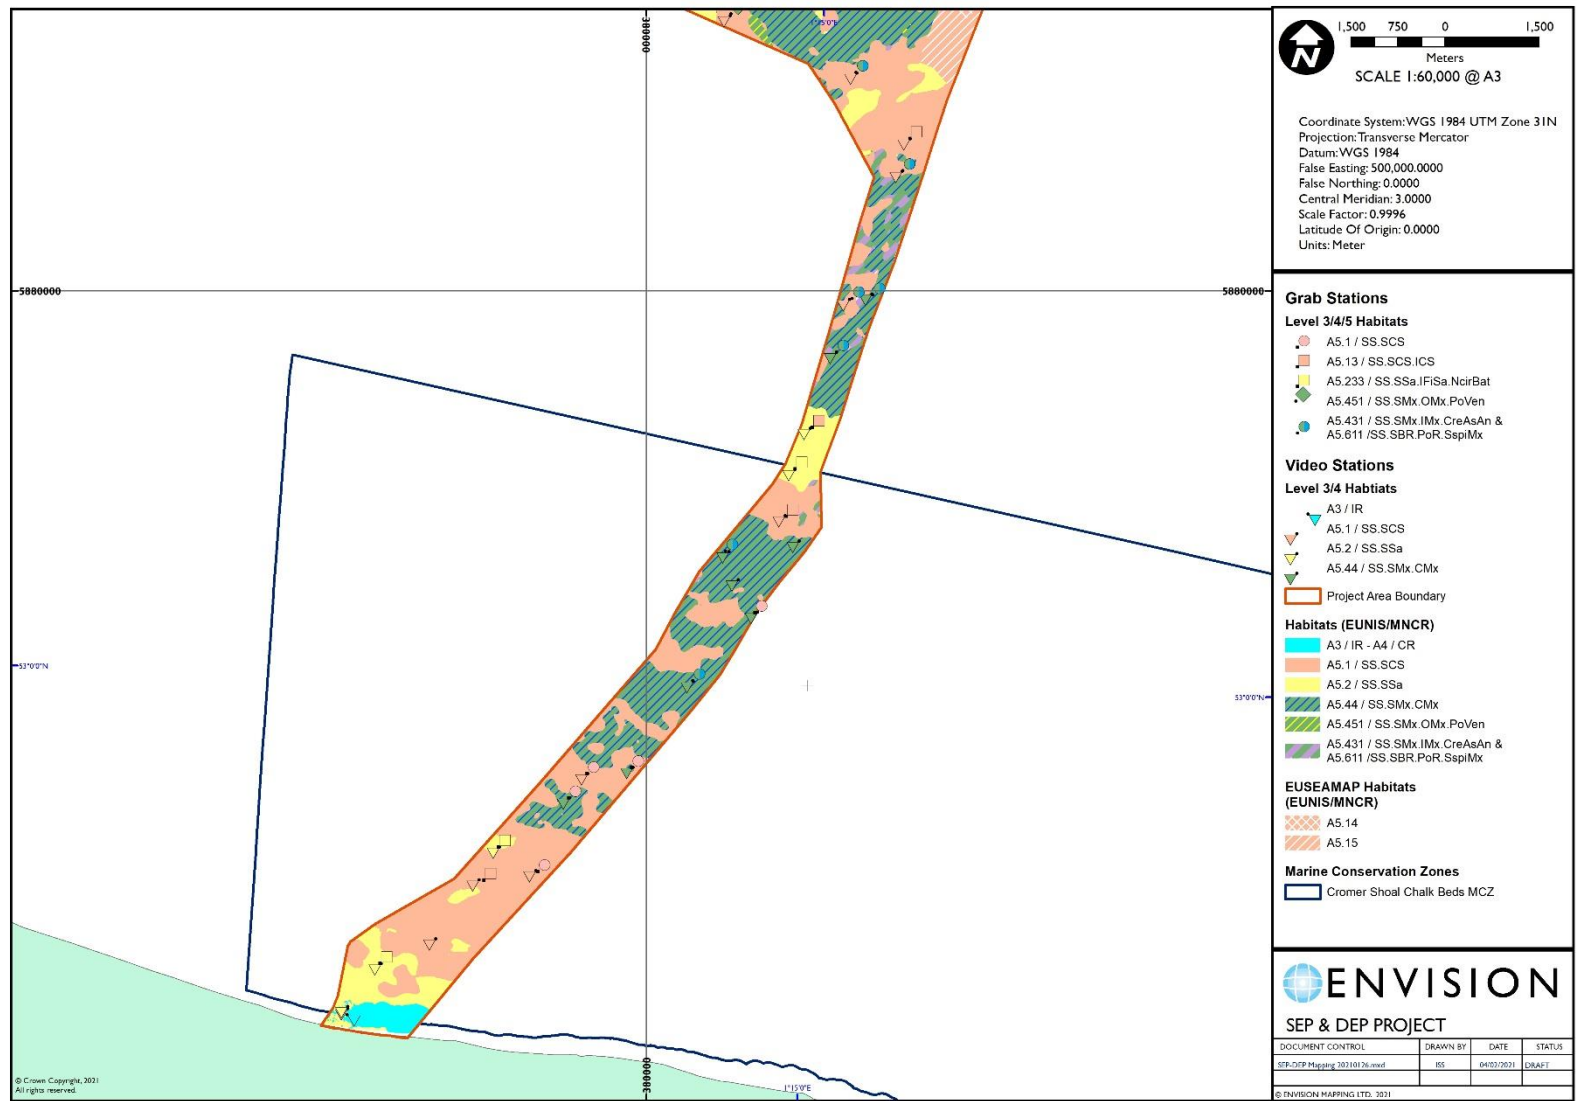 380000
1°15'0"E
5880000
5880000
53°0'0"N
53°0'0"N
380000
1°15'0"E
© Crown Copyright, 2021
All rights reserved.
N
1,500 750 0 1,500
Meters
SCALE 1:60,000 @ A3
Coordinate System: WGS 1984 UTM Zone 31N
Projection: Transverse Mercator
Datum: WGS 1984
False Easting: 500,000.0000
False Northing: 0.0000
Central Meridian: 3.0000
Scale Factor: 0.9996
Latitude Of Origin: 0.0000
Units: Meter
Grab Stations
Level 3/4/5 Habitats
A5.1 / SS.SCS
A5.13 / SS.SCS.ICS
A5.233 / SS.SSa.IFiSa.NcirBat
A5.451 / SS.SMx.OMx.PoVen
A5.431 / SS.SMx.IMx.CreAsAn &
A5.611 /SS.SBR.PoR.SspiMx
Video Stations
Level 3/4 Habtiats
A3 / IR
A5.1 / SS.SCS
A5.2 / SS.SSa
A5.44 / SS.SMx.CMx
Project Area Boundary
Habitats (EUNIS/MNCR)
A3 / IR - A4 / CR
A5.1 / SS.SCS
A5.2 / SS.SSa
A5.44 / SS.SMx.CMx
A5.451 / SS.SMx.OMx.PoVen
A5.431 / SS.SMx.IMx.CreAsAn &
A5.611 /SS.SBR.PoR.SspiMx
EUSEAMAP Habitats
(EUNIS/MNCR)
A5.14
A5.15
Marine Conservation Zones
Cromer Shoal Chalk Beds MCZ
ENVISION
SEP & DEP PROJECT
DOCUMENT CONTROL DRAWN BY DATE STATUS
SEP-DEP Mapping 20210126.mxd ISS 04/02/2021 DRAFT
© ENVISION MAPPING LTD. 2021